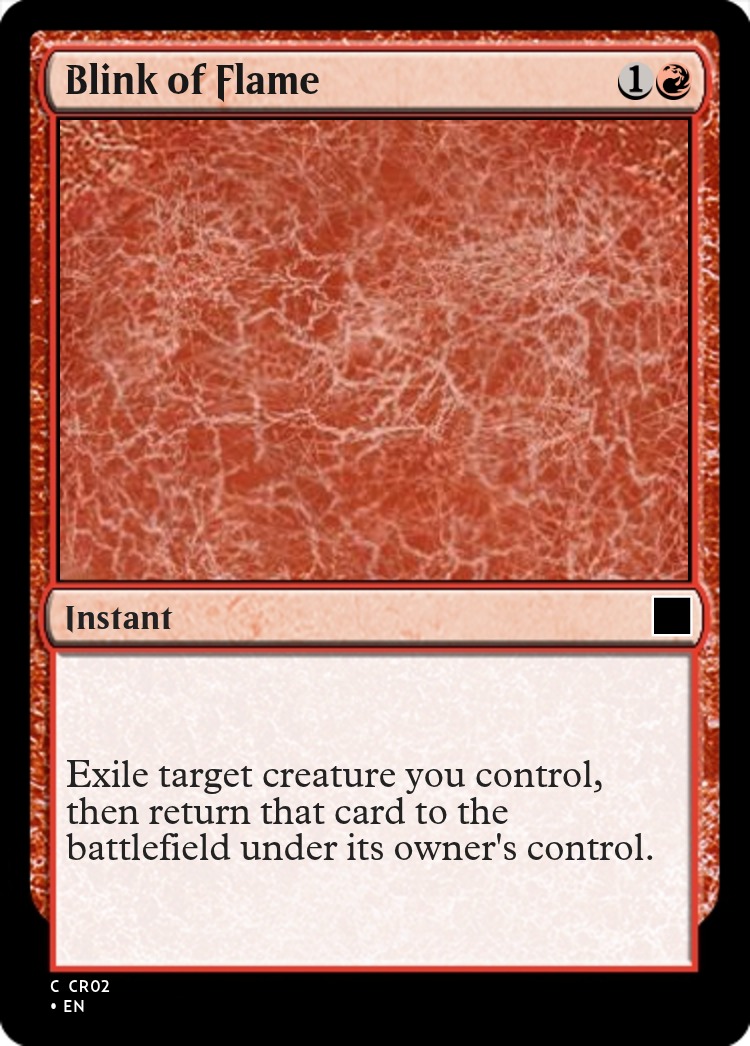 Blink of Flame 1
Instant
Exile target creature you control,
then return that card to the
battlefield under its owner's control.
C CR02
• EN